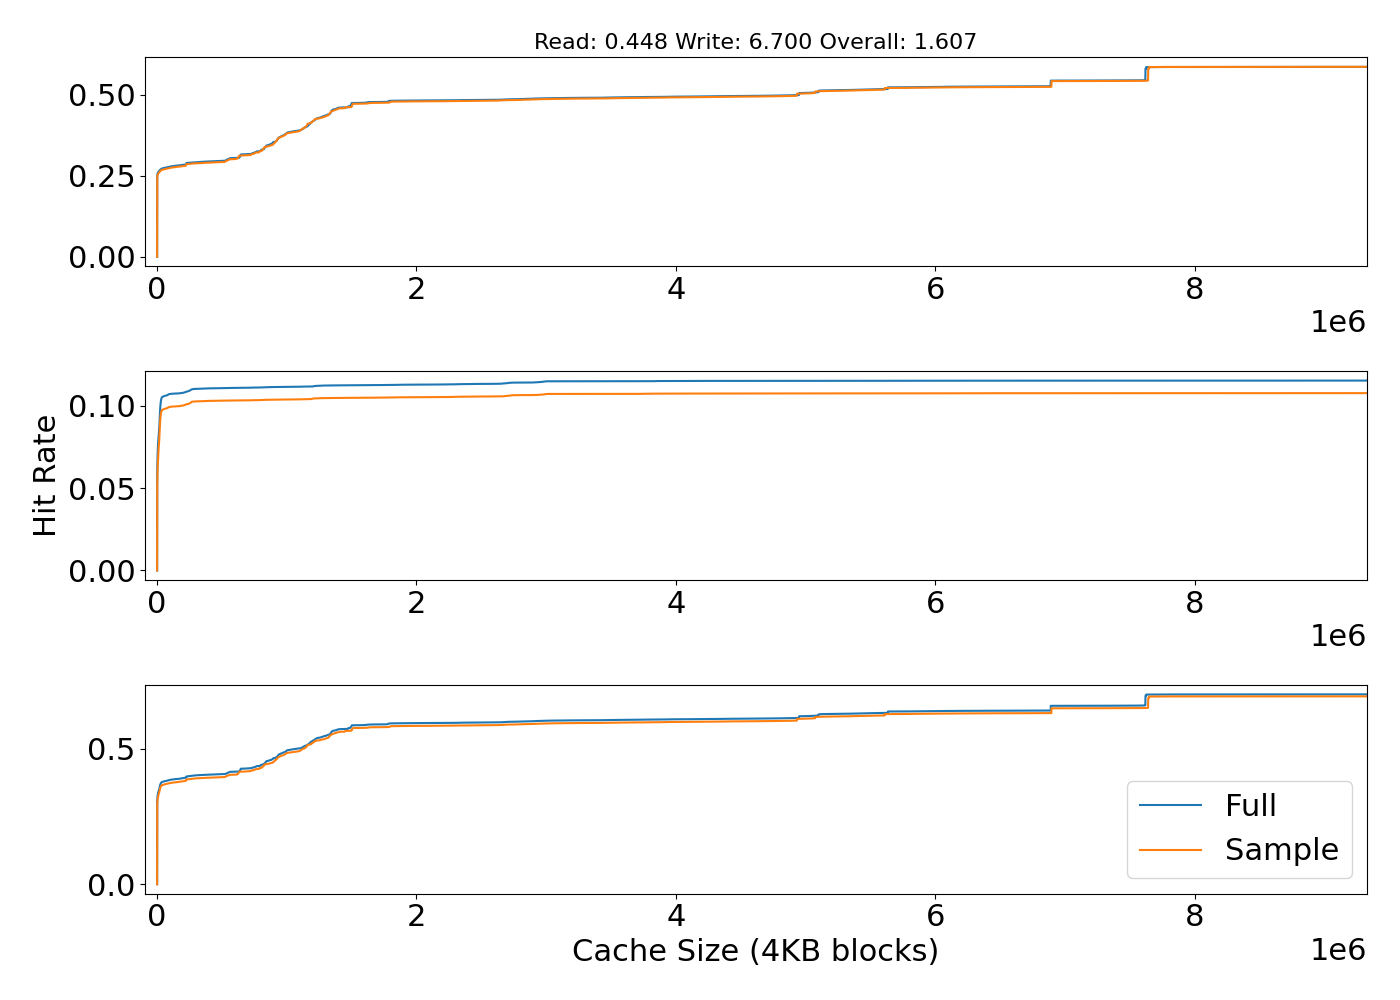 Read: 0.448 Write: 6.700 Overall: 1.607
0.50
0.25
0.00
0 2 4 6 8
1e6
0.10
0.05
0.00
Hit Rate
0 2 4 6 8
1e6
0.5
0.0
Full
Sample
0 2 4 6 8
Cache Size (4KB blocks)
1e6